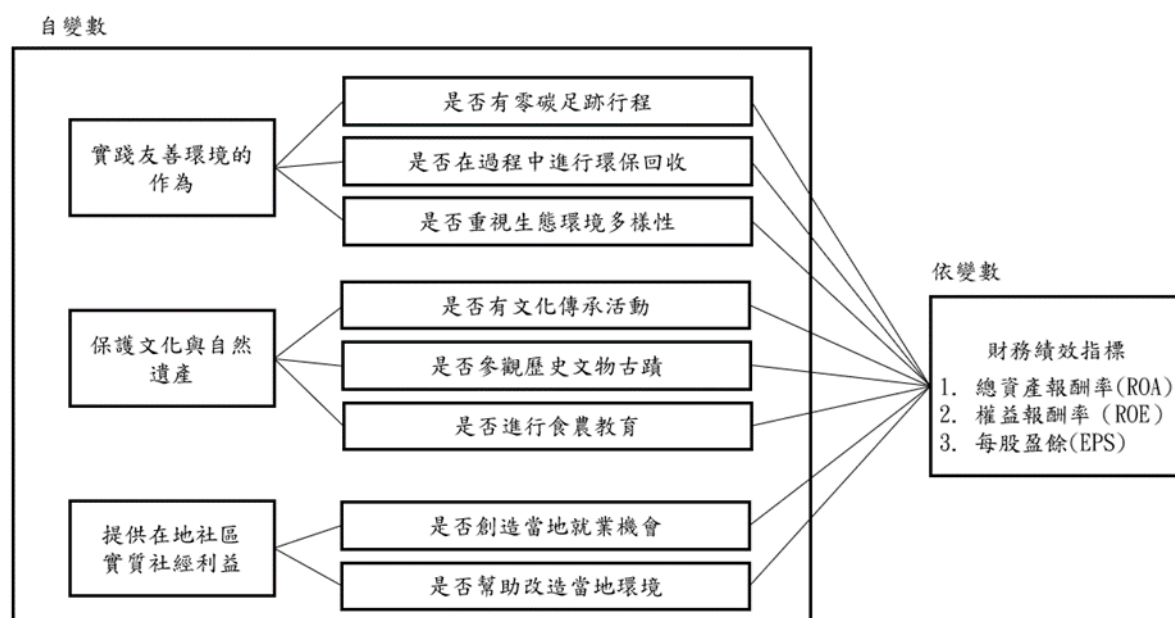 自變數
實踐友善環境的
作為
是否有零碳足跡行程
是否在過程中進行環保回收
是否重視生態環境多樣性
保護文化與自然
遺產
是否有文化傳承活動
是否參觀歷史文物古蹟
是否進行食農教育
提供在地社區
實質社經利益
是否創造當地就業機會
是否幫助改造當地環境
依變數
財務績效指標
1. 總資產報酬率(ROA)
2. 權益報酬率 (ROE)
3. 每股盈餘(EPS)